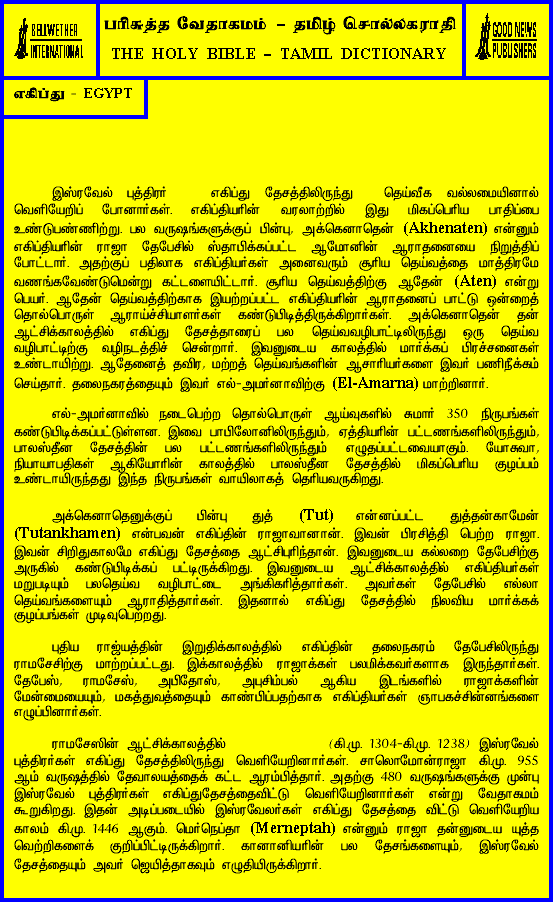 BELLWETHER
INTERNATIONAL
பரிசுத்த வேதாகமம் – தமிழ் சொல்லகராதி
THE HOLY BIBLE – TAMIL DICTIONARY
GOOD NEWS
PUBLISHERS
எகிப்து - EGYPT
இஸ்ரவேல் புத்திரர் எகிப்து தேசத்திலிருந்து தெய்வீக வல்லமையினால்
வெளியேறிப் போனார்கள். எகிப்தியரின் வரலாற்றில் இது மிகப்பெரிய பாதிப்பை
உண்டுபண்ணிற்று. பல வருஷங்களுக்குப் பின்பு, அக்கெனாதென் (Akhenaten) என்னும்
எகிப்தியரின் ராஜா தேபேசில் ஸ்தாபிக்கப்பட்ட ஆமோனின் ஆராதனையை நிறுத்திப்
போட்டார். அதற்குப் பதிலாக எகிப்தியர்கள் அனைவரும் சூரிய தெய்வத்தை மாத்திரமே
வணங்கவேண்டுமென்று கட்டளையிட்டார். சூரிய தெய்வத்திற்கு ஆதேன் (Aten) என்று
பெயர். ஆதேன் தெய்வத்திற்காக இயற்றப்பட்ட எகிப்தியரின் ஆராதனைப் பாட்டு ஒன்றைத்
தொல்பொருள் ஆராய்ச்சியாளர்கள் கண்டுபிடித்திருக்கிறார்கள். அக்கெனாதென் தன்
ஆட்சிக்காலத்தில் எகிப்து தேசத்தாரைப் பல தெய்வவழிபாட்டிலிருந்து ஒரு தெய்வ
வழிபாட்டிற்கு வழிநடத்திச் சென்றார். இவனுடைய காலத்தில் மார்க்கப் பிரச்சனைகள்
உண்டாயிற்று. ஆதேனைத் தவிர, மற்றத் தெய்வங்களின் ஆசாரியர்களை இவர் பணிநீக்கம்
செய்தார். தலைநகரத்தையும் இவர் எல்-அமர்னாவிற்கு (El-Amarna) மாற்றினார்.
எல்-அமர்னாவில் நடைபெற்ற தொல்பொருள் ஆய்வுகளில் சுமார் 350 நிருபங்கள்
கண்டுபிடிக்கப்பட்டுள்ளன. இவை பாபிலோனிலிருந்தும், ஏத்தியரின் பட்டணங்களிலிருந்தும்,
பாலஸ்தீன தேசத்தின் பல பட்டணங்களிலிருந்தும் எழுதப்பட்டவையாகும். யோசுவா,
நியாயாபதிகள் ஆகியோரின் காலத்தில் பாலஸ்தீன தேசத்தில் மிகப்பெரிய குழப்பம்
உண்டாயிருந்தது இந்த நிருபங்கள் வாயிலாகத் தெரியவருகிறது.
அக்கெனாதெனுக்குப் பின்பு துத் (Tut) என்னப்பட்ட துத்தன்காமேன்
(Tutankhamen) என்பவன் எகிப்தின் ராஜாவானான். இவன் பிரசித்தி பெற்ற ராஜா.
இவன் சிறிதுகாலமே எகிப்து தேசத்தை ஆட்சிபுரிந்தான். இவனுடைய கல்லறை தேபேசிற்கு
அருகில் கண்டுபிடிக்கப் பட்டிருக்கிறது. இவனுடைய ஆட்சிக்காலத்தில் எகிப்தியர்கள்
மறுபடியும் பலதெய்வ வழிபாட்டை அங்கிகரித்தார்கள். அவர்கள் தேபேசில் எல்லா
தெய்வங்களையும் ஆராதித்தார்கள். இதனால் எகிப்து தேசத்தில் நிலவிய மார்க்கக்
குழப்பங்கள் முடிவுபெற்றது.
புதிய ராஜ்யத்தின் இறுதிக்காலத்தில் எகிப்தின் தலைநகரம் தேபேசிலிருந்து
ராமசேசிற்கு மாற்றப்பட்டது. இக்காலத்தில் ராஜாக்கள் பலமிக்கவர்களாக இருந்தார்கள்.
தேபேஸ், ராமசேஸ், அபிதோஸ், அபுசிம்பல் ஆகிய இடங்களில் ராஜாக்களின்
மேன்மையையும், மகத்துவத்தையும் காண்பிப்பதற்காக எகிப்தியர்கள் ஞாபகச்சின்னங்களை
எழுப்பினார்கள்.
ராமசேஸின் ஆட்சிக்காலத்தில் (கி.மு. 1304-கி.மு. 1238) இஸ்ரவேல்
புத்திரர்கள் எகிப்து தேசத்திலிருந்து வெளியேறினார்கள். சாலொமோன்ராஜா கி.மு. 955
ஆம் வருஷத்தில் தேவாலயத்தைக் கட்ட ஆரம்பித்தார். அதற்கு 480 வருஷங்களுக்கு முன்பு
இஸ்ரவேல் புத்திரர்கள் எகிப்துதேசத்தைவிட்டு வெளியேறினார்கள் என்று வேதாகமம்
கூறுகிறது. இதன் அடிப்படையில் இஸ்ரவேலர்கள் எகிப்து தேசத்தை விட்டு வெளியேறிய
காலம் கி.மு. 1446 ஆகும். மெர்நெப்தா (Merneptah) என்னும் ராஜா தன்னுடைய யுத்த
வெற்றிகளைக் குறிப்பிட்டிருக்கிறார். கானானியரின் பல தேசங்களையும், இஸ்ரவேல்
தேசத்தையும் அவர் ஜெயித்தாகவும் எழுதியிருக்கிறார்.